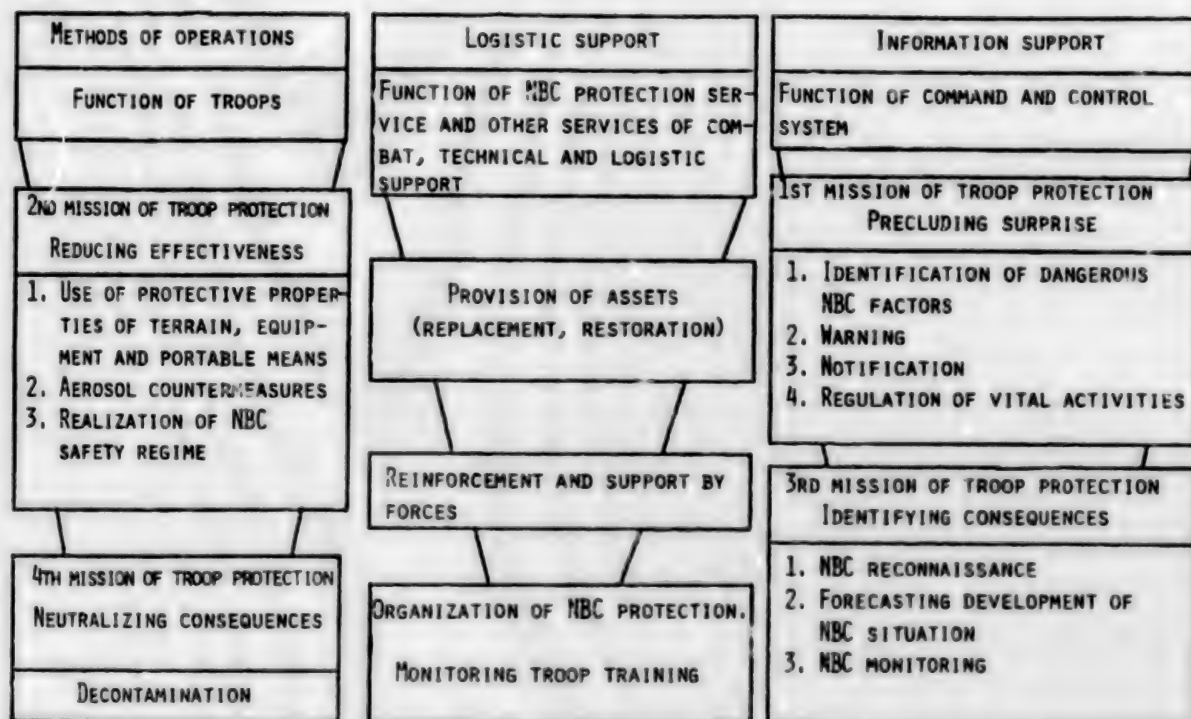 METHODS OF OPERATIONS
FUNCTION OF TROOPS
2ND MISSION OF TROOP PROTECTION
REDUCING EFFECTIVENESS
1. USE OF PROTECTIVE PROPER-
TIES OF TERRAIN, EQUIP-
MENT AND PORTABLE MEANS
2. AEROSOL COUNTERMEASURES
3. REALIZATION OF NBC
SAFETY REGIME
4TH MISSION OF TROOP PROTECTION
NEUTRALIZING CONSEQUENCES
DECONTAMINATION
LOGISTIC SUPPORT
FUNCTION OF NBC PROTECTION SER-
VICE AND OTHER SERVICES OF COM-
BAT, TECHNICAL AND LOGISTIC
SUPPORT
PROVISION OF ASSETS
(REPLACEMENT, RESTORATION)
REINFORCEMENT AND SUPPORT BY
FORCES
ORGANIZATION OF NBC PROTECTION.
MONITORING TROOP TRAINING
INFORMATION SUPPORT
FUNCTION OF COMMAND AND CONTROL
SYSTEM
1ST MISSION OF TROOP PROTECTION
PRECLUDING SURPRISE
1. IDENTIFICATION OF DANGEROUS
NBC FACTORS
2. WARNING
3. NOTIFICATION
4. REGULATION OF VITAL ACTIVITIES
3RD MISSION OF TROOP PROTECTION
IDENTIFYING CONSEQUENCES
1. NBC RECONNAISSANCE
2. FORECASTING DEVELOPMENT OF
NBC SITUATION
3. NBC MONITORING